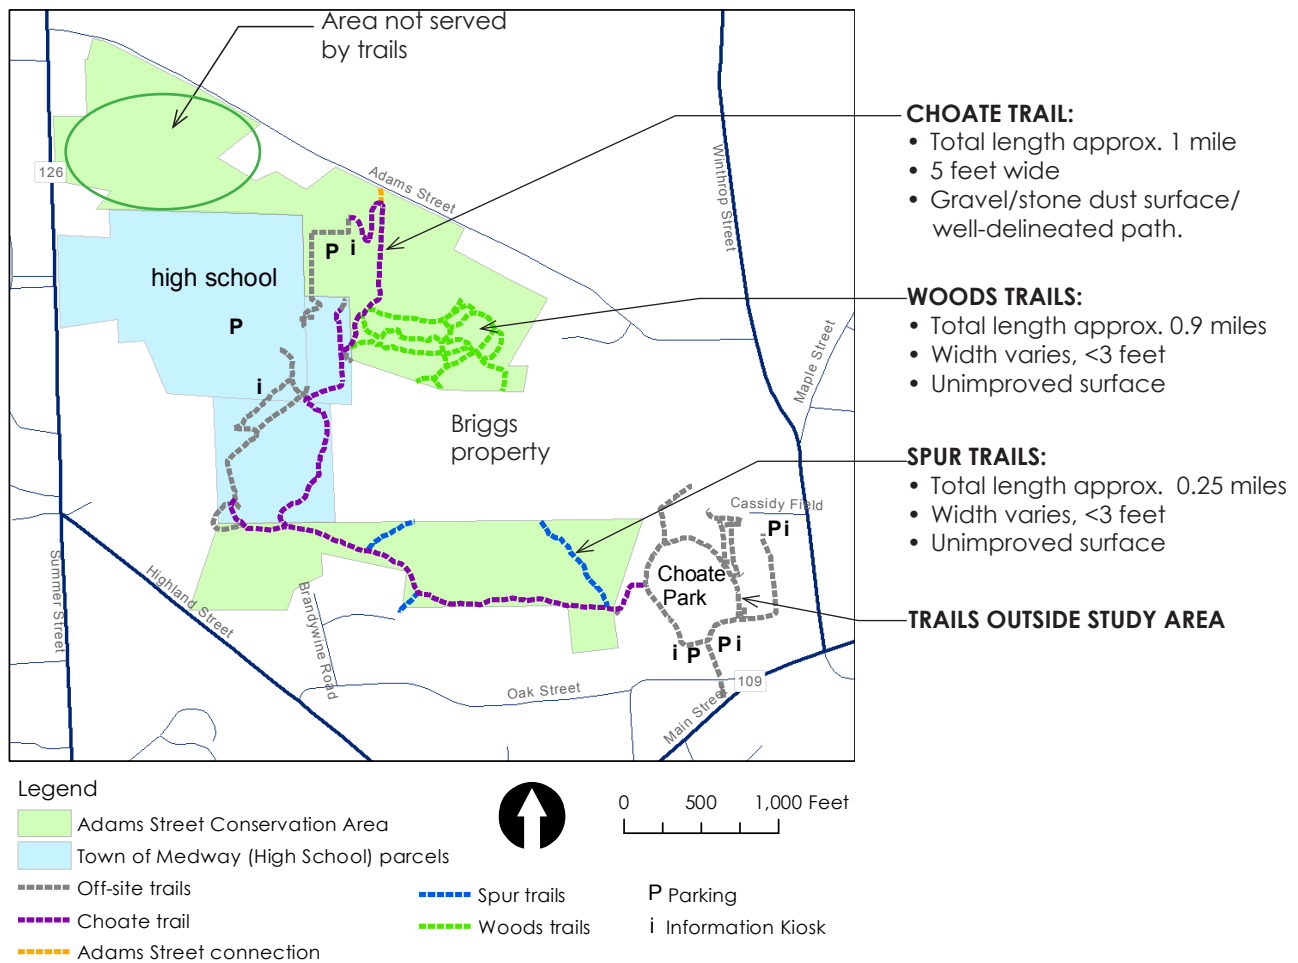 Area not served
by trails
CHOATE TRAIL:
• Total length approx. 1 mile
• 5 feet wide
• Gravel/stone dust surface/
well-delineated path.
WOODS TRAILS:
• Total length approx. 0.9 miles
• Width varies, <3 feet
• Unimproved surface
SPUR TRAILS:
• Total length approx. 0.25 miles
• Width varies, <3 feet
• Unimproved surface
TRAILS OUTSIDE STUDY AREA
126
Adams Street
Winthrop Street
Maple Street
P i
high school
P
i
Briggs
property
Cassidy Field
P i
Choate
Park
P i
i P
Summer Street
Highland Street
Brandywine Road
Oak Street
109
Main Street
Legend
Adams Street Conservation Area
Town of Medway (High School) parcels
Off-site trails
Choate trail
Adams Street connection
Spur trails
Woods trails
P Parking
i Information Kiosk
0 500 1,000 Feet